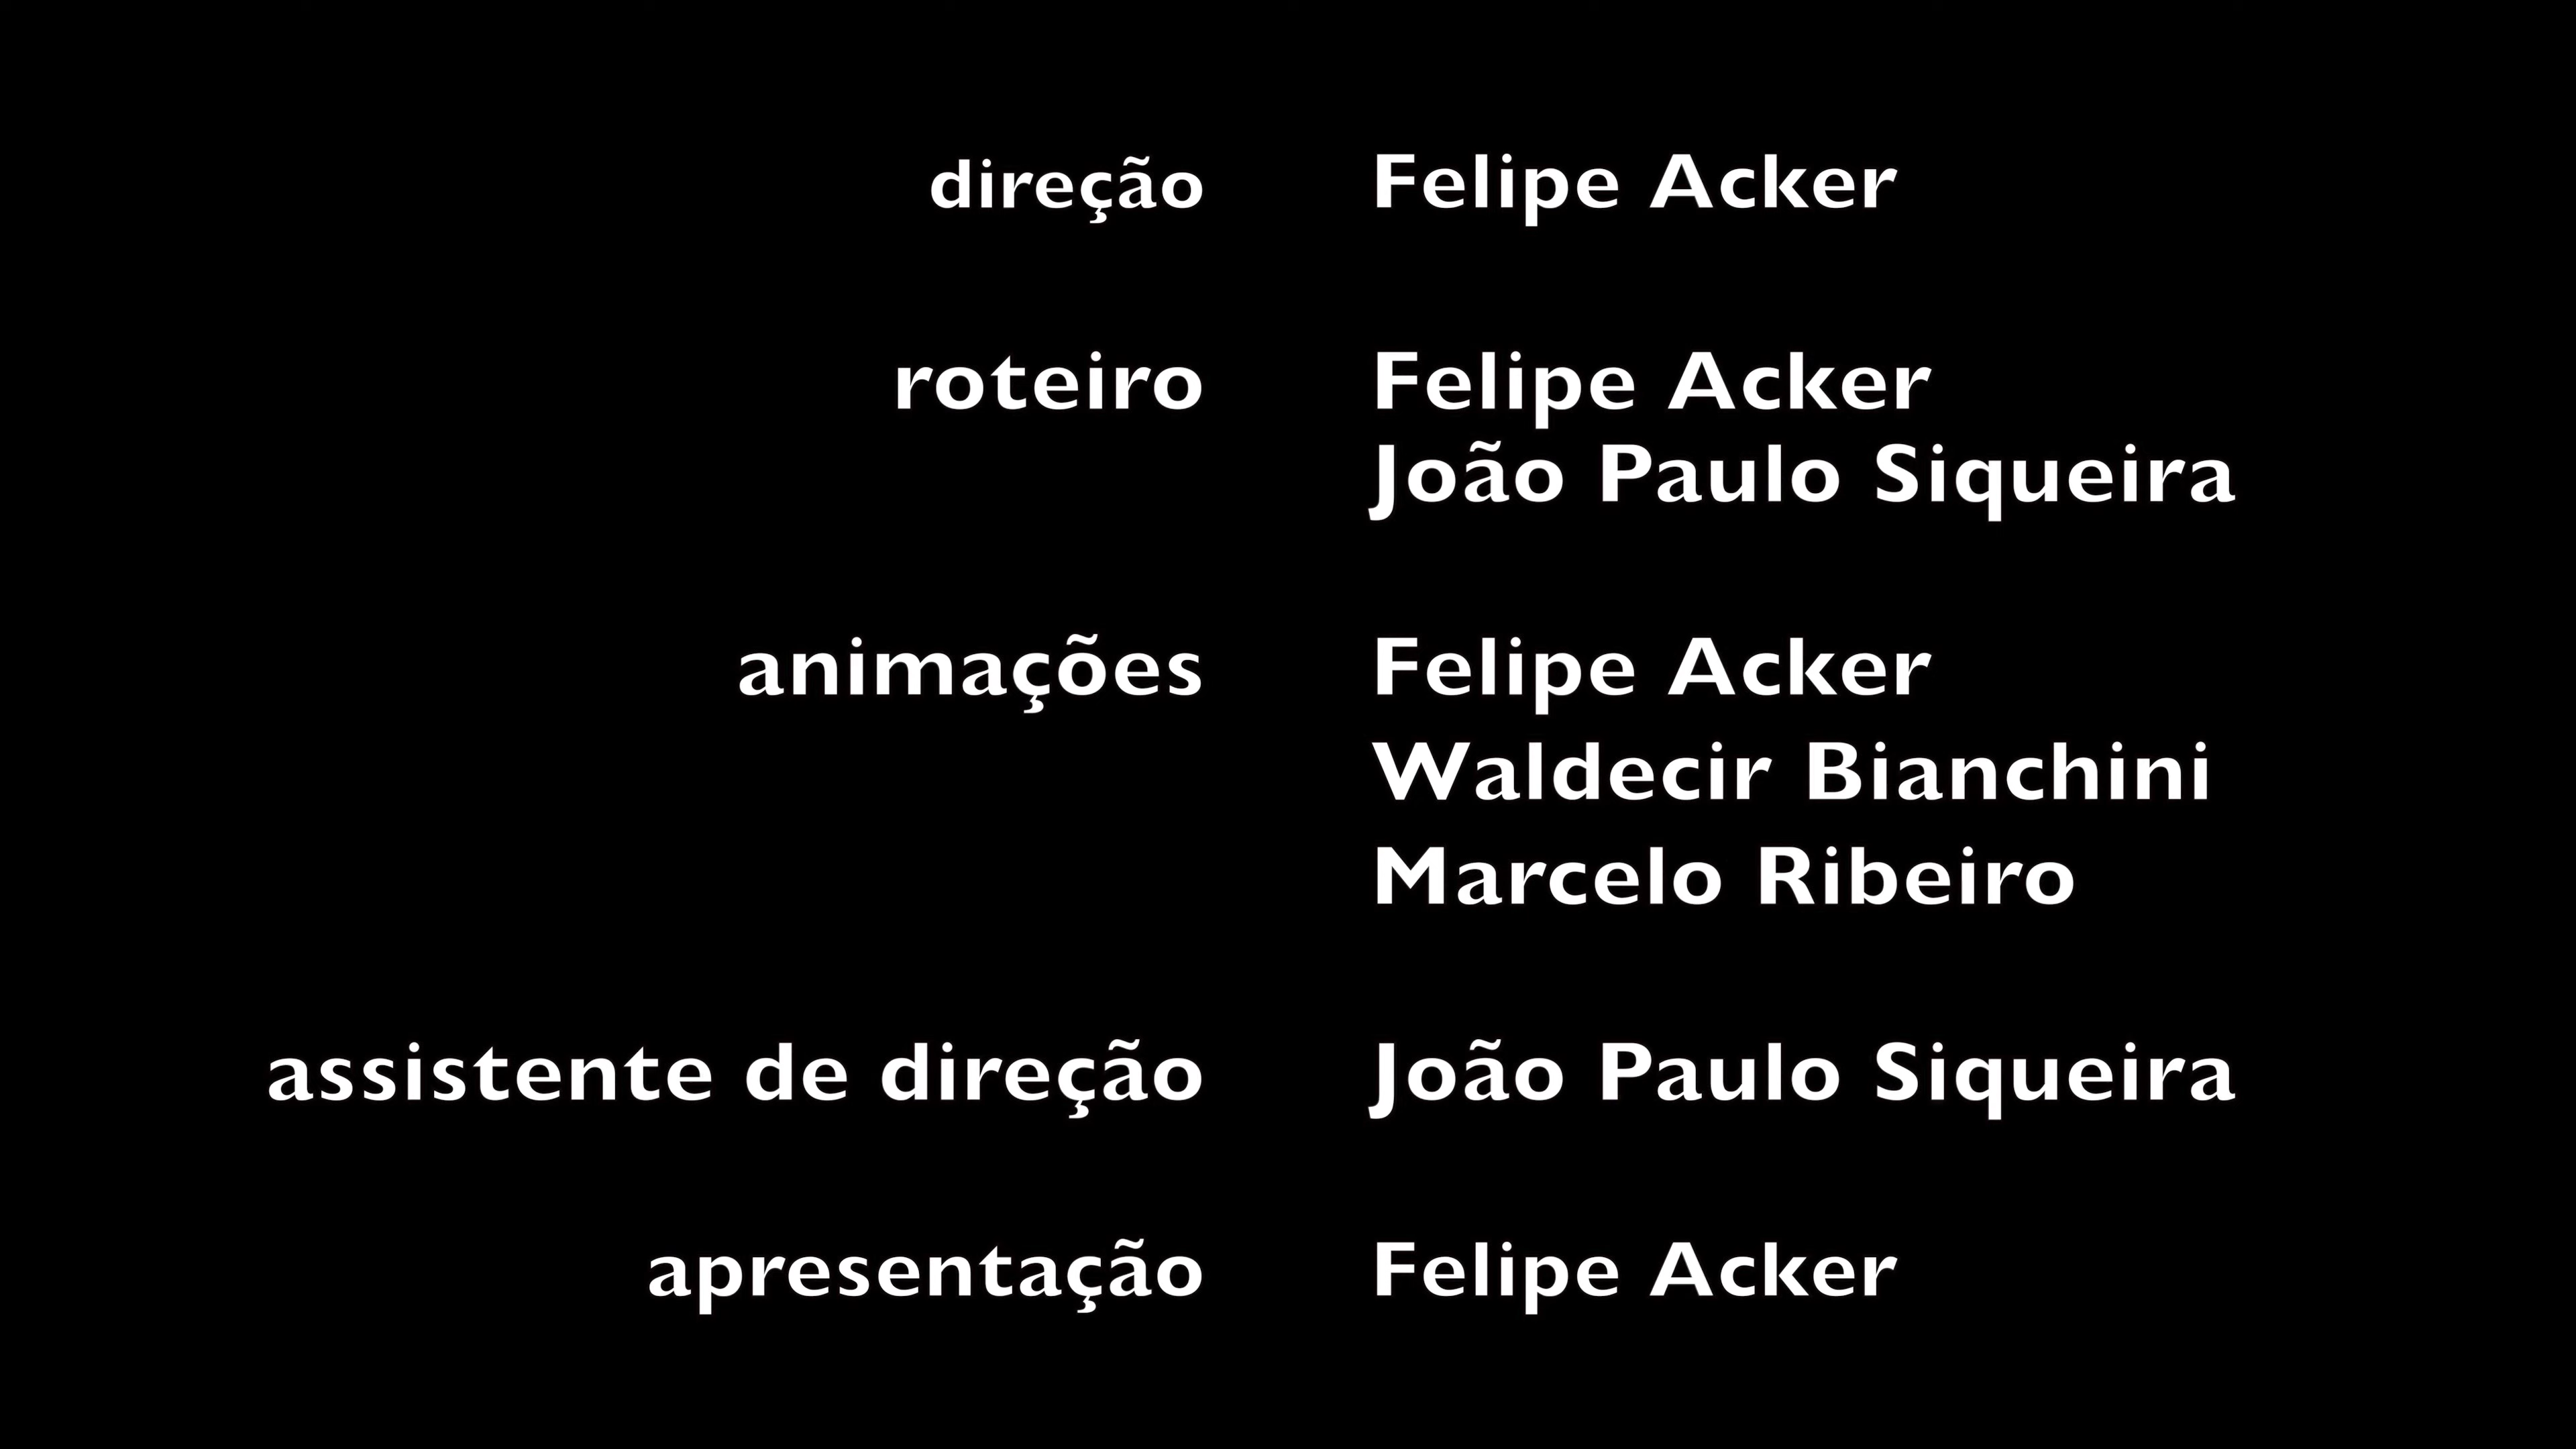 direção Felipe Acker
roteiro Felipe Acker
João Paulo Siqueira
animações Felipe Acker
Waldecir Bianchini
Marcelo Ribeiro
assistente de direção João Paulo Siqueira
apresentação Felipe Acker